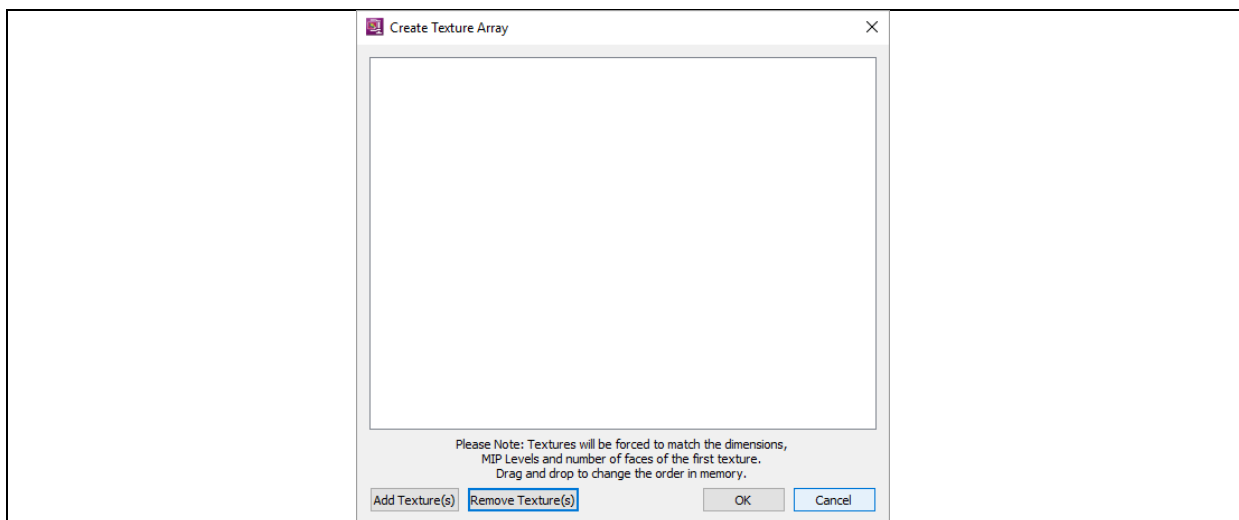 Create Texture Array
Please Note: Textures will be forced to match the dimensions,
MIP Levels and number of faces of the first texture.
Drag and drop to change the order in memory.
Add Texture(s) Remove Texture(s) OK Cancel